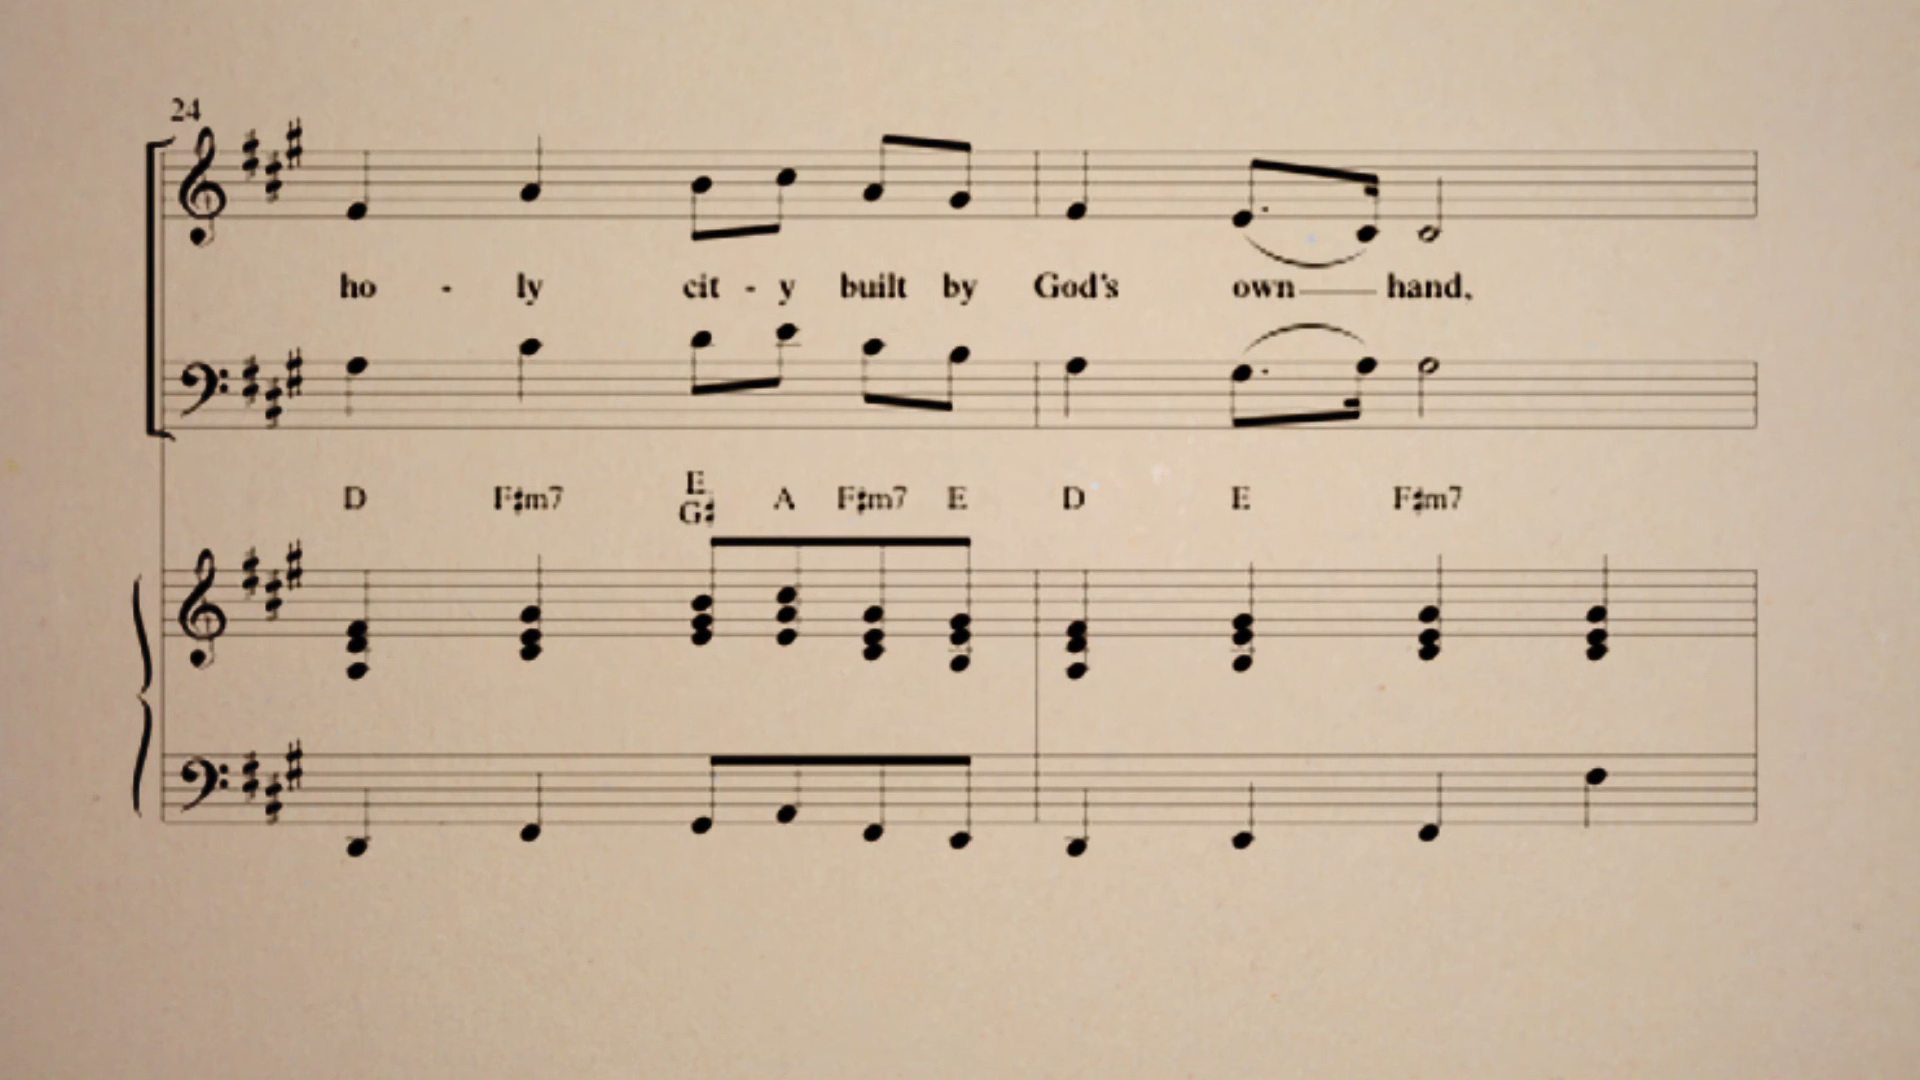 24
ho - ly cit - y built by God's own hand,
E
D F♯m7 G♯ A F♯m7 E D E F♯m7